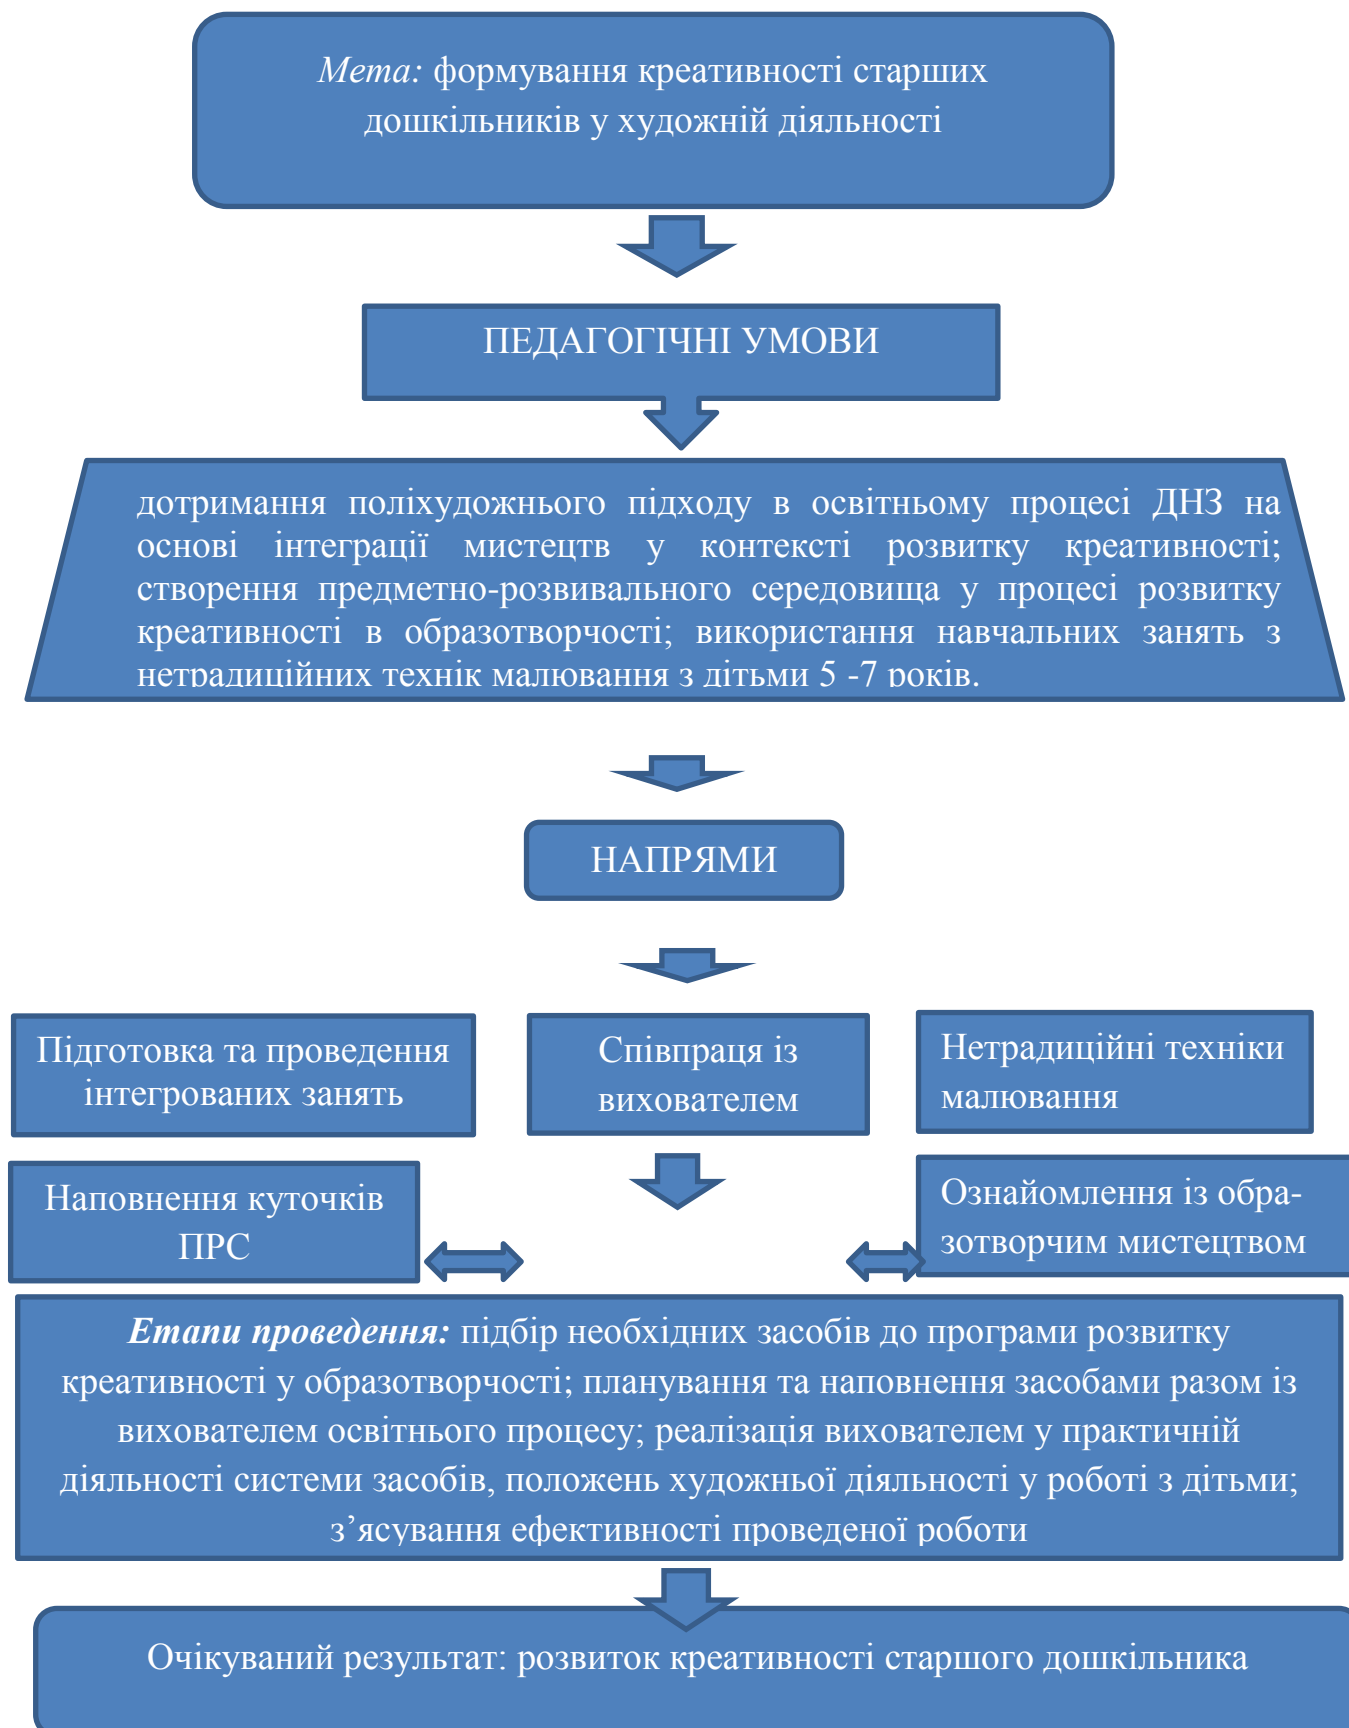 Мета: формування креативності старших
дошкільників у художній діяльності
ПЕДАГОГІЧНІ УМОВИ
дотримання поліхудожнього підходу в освітньому процесі ДНЗ на
основі інтеграції мистецтв у контексті розвитку креативності;
створення предметно-розвивального середовища у процесі розвитку
креативності в образотворчості; використання навчальних занять з
нетрадиційних технік малювання з дітьми 5 -7 років.
НАПРЯМИ
Підготовка та проведення
інтегрованих занять
Співпраця із
вихователем
Нетрадиційні техніки
малювання
Наповнення куточків
ПРС
Ознайомлення із обра-
зотворчим мистецтвом
Етапи проведення: підбір необхідних засобів до програми розвитку
креативності у образотворчості; планування та наповнення засобами разом із
вихователем освітнього процесу; реалізація вихователем у практичній
діяльності системи засобів, положень художньої діяльності у роботі з дітьми;
з’ясування ефективності проведеної роботи
Очікуваний результат: розвиток креативності старшого дошкільника